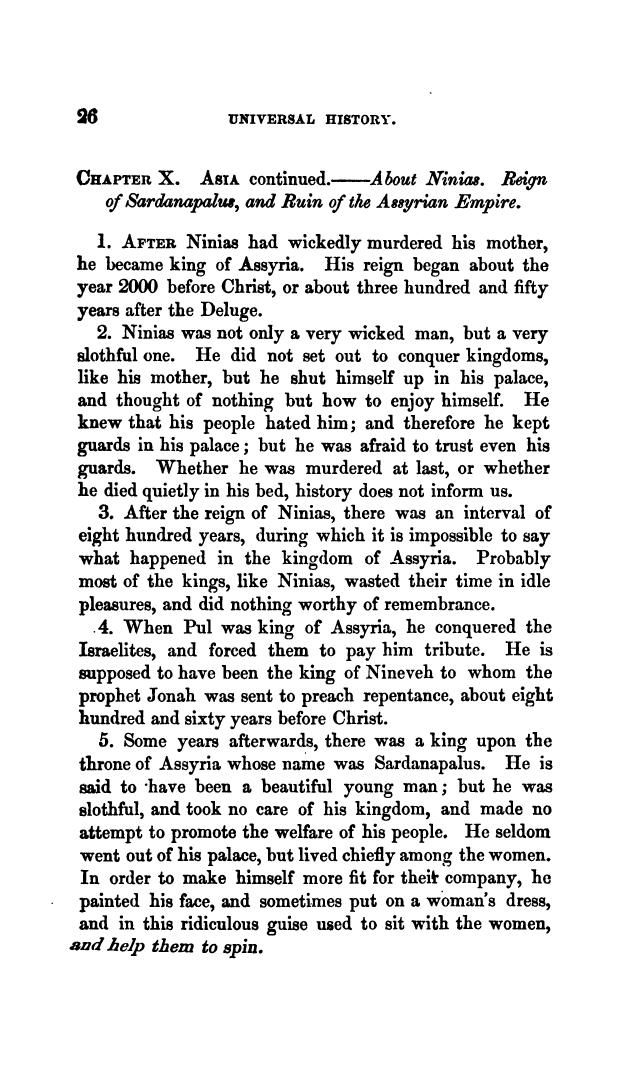 26 UNIVERSAL HISTORY.
CHAPTER X. ASIA continued.——About Ninias. Reign
of Sardanapalus, and Ruin of the Assyrian Empire.
1. AFTER Ninias had wickedly murdered his mother,
he became king of Assyria. His reign began about the
year 2000 before Christ, or about three hundred and fifty
years after the Deluge.
2. Ninias was not only a very wicked man, but a very
slothful one. He did not set out to conquer kingdoms,
like his mother, but he shut himself up in his palace,
and thought of nothing but how to enjoy himself. He
knew that his people hated him; and therefore he kept
guards in his palace; but he was afraid to trust even his
guards. Whether he was murdered at last, or whether
he died quietly in his bed, history does not inform us.
3. After the reign of Ninias, there was an interval of
eight hundred years, during which it is impossible to say
what happened in the kingdom of Assyria. Probably
most of the kings, like Ninias, wasted their time in idle
pleasures, and did nothing worthy of remembrance.
4. When Pul was king of Assyria, he conquered the
Israelites, and forced them to pay him tribute. He is
supposed to have been the king of Nineveh to whom the
prophet Jonah was sent to preach repentance, about eight
hundred and sixty years before Christ.
5. Some years afterwards, there was a king upon the
throne of Assyria whose name was Sardanapalus. He is
said to have been a beautiful young man; but he was
slothful, and took no care of his kingdom, and made no
attempt to promote the welfare of his people. He seldom
went out of his palace, but lived chiefly among the women.
In order to make himself more fit for their company, he
painted his face, and sometimes put on a woman's dress,
and in this ridiculous guise used to sit with the women,
and help them to spin.